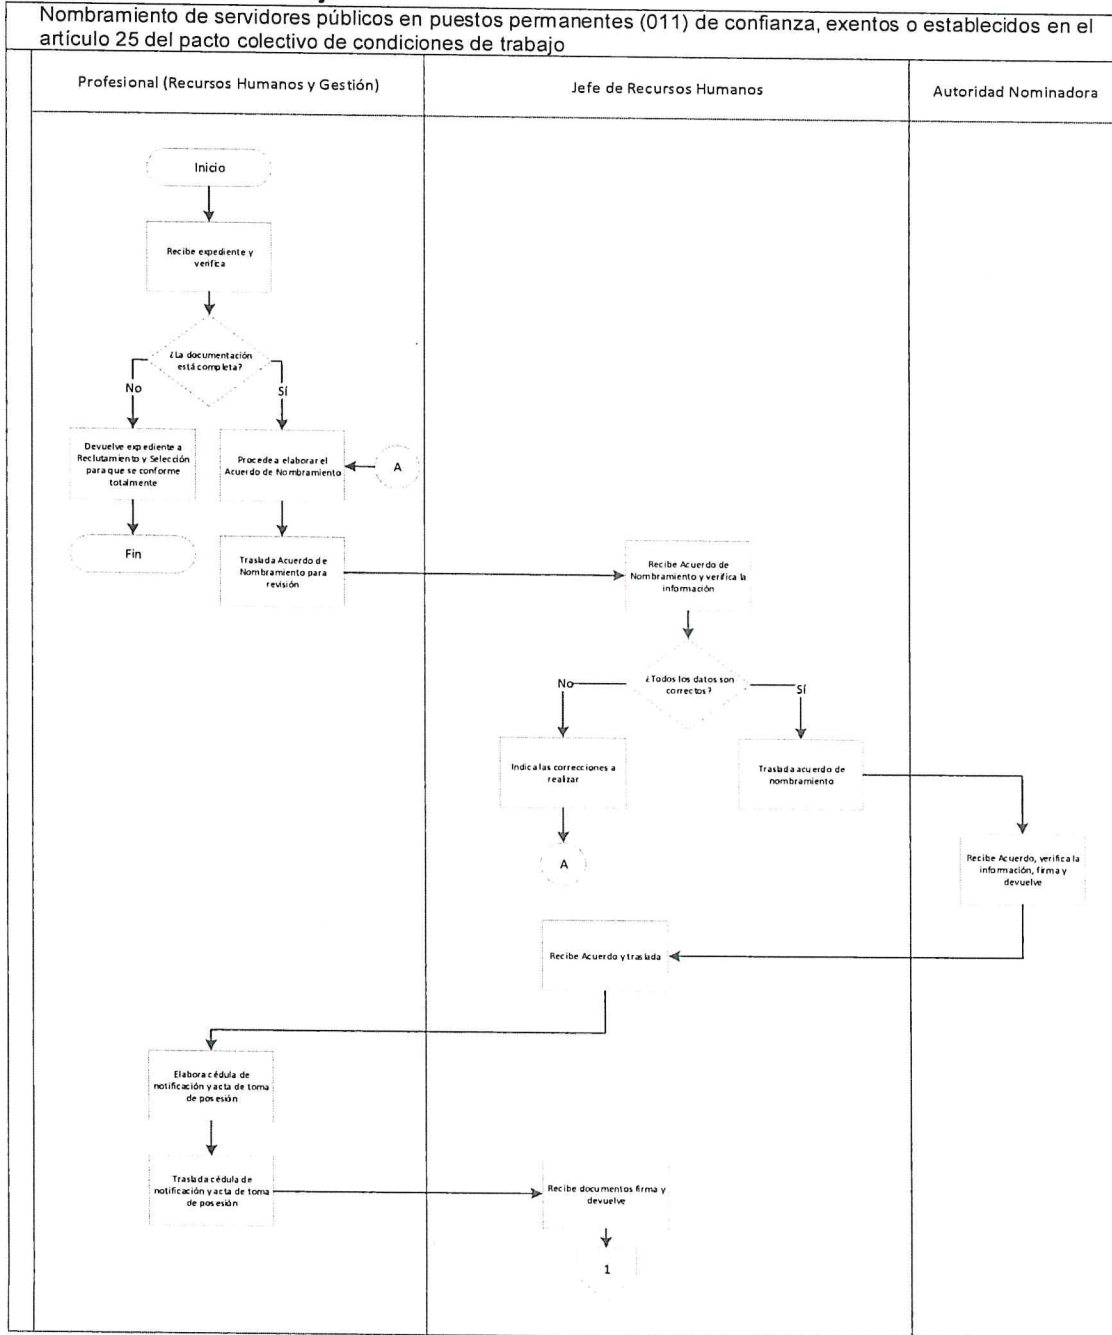 Nombramiento de servidores públicos en puestos permanentes (011) de confianza, exentos o establecidos en el
artículo 25 del pacto colectivo de condiciones de trabajo
Profesional (Recursos Humanos y Gestión)
Jefe de Recursos Humanos
Autoridad Nominadora
Inicio
Recibe expediente y
verifica
¿La documentación
está completa?
No
Sí
Devuelve expediente a
Reclutamiento y Selección
para que se conforme
totalmente
Procede a elaborar el
Acuerdo de Nombramiento
A
Fin
Traslada Acuerdo de
Nombramiento para
revisión
Recibe Acuerdo de
Nombramiento y verifica la
información
¿Todos los datos son
correctos?
No
Sí
Indica las correcciones a
realizar
Traslada acuerdo de
nombramiento
A
Recibe Acuerdo, verifica la
información, firma y
devuelve
Recibe Acuerdo y traslada
Elabora cédula de
notificación y acta de toma
de posesión
Traslada cédula de
notificación y acta de toma
de posesión
Recibe documentos firma y
devuelve
1